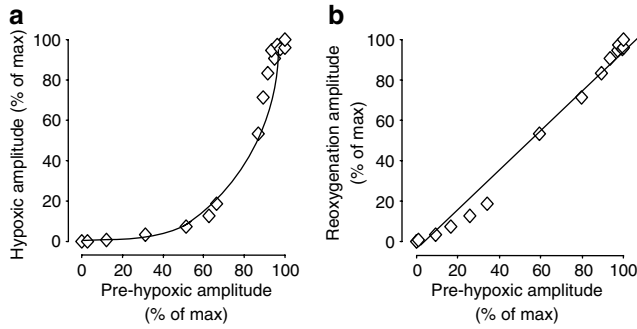 a
Hypoxic amplitude (% of max)
100
80
60
40
20
0
0 20 40 60 80 100
Pre-hypoxic amplitude
(% of max)
b
Reoxygenation amplitude
(% of max)
100
80
60
40
20
0
0 20 40 60 80 100
Pre-hypoxic amplitude
(% of max)